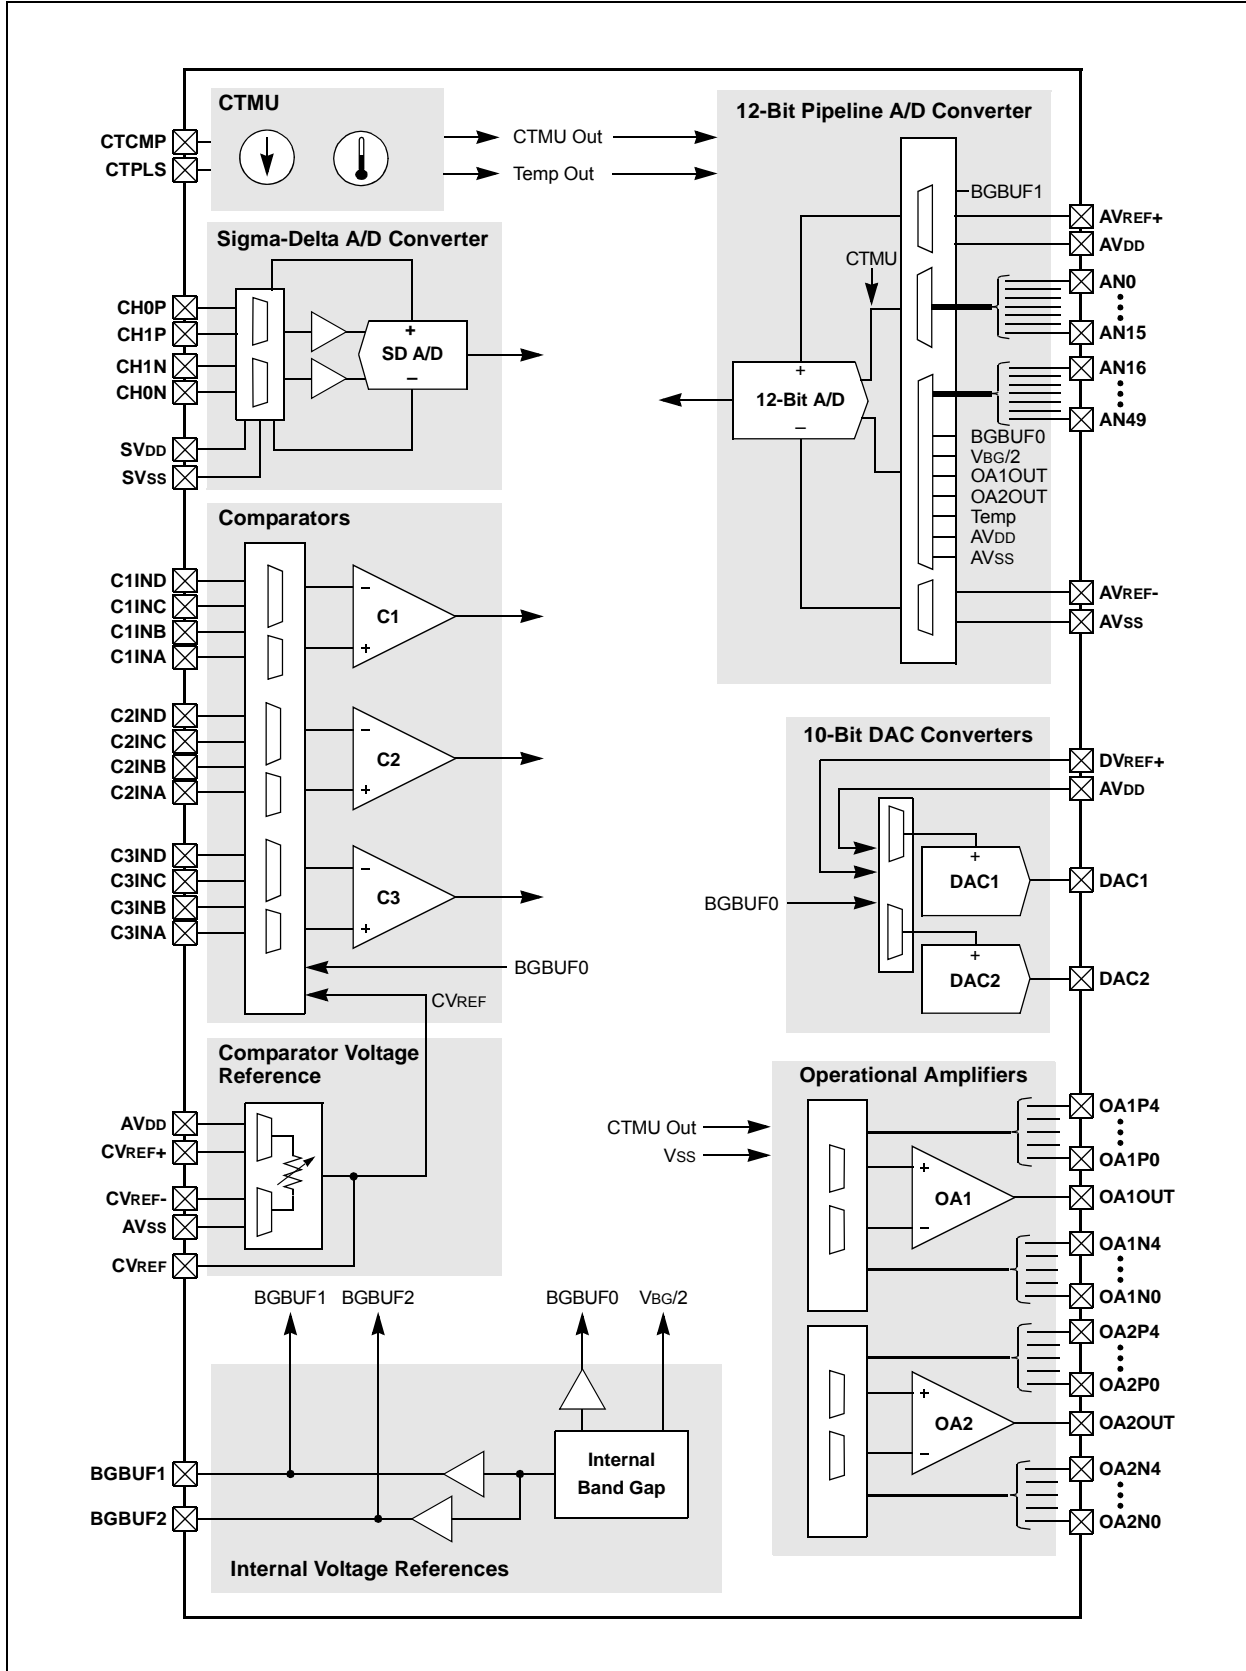 CTMU
CTCMP
CTPLS
CTMU Out
Temp Out
Sigma-Delta A/D Converter
CH0P
CH1P
CH1N
CH0N
SVDD
SVSS
+
SD A/D
–
Comparators
C1IND
C1INC
C1INB
C1INA
–
C1
+
C2IND
C2INC
C2INB
C2INA
–
C2
+
C3IND
C3INC
C3INB
C3INA
–
C3
+
BGBUF0
CVREF
Comparator Voltage
Reference
AVDD
CVREF+
CVREF-
AVSS
CVREF
BGBUF1
BGBUF2
BGBUF0
VBG/2
Internal
Band Gap
BGBUF1
BGBUF2
Internal Voltage References
12-Bit Pipeline A/D Converter
BGBUF1
AVREF+
AVDD
CTMU
AN0
AN15
AN16
AN49
+
12-Bit A/D
–
BGBUF0
VBG/2
OA1OUT
OA2OUT
Temp
AVDD
AVSS
AVREF-
AVSS
10-Bit DAC Converters
DVREF+
AVDD
BGBUF0
+
DAC1
DAC1
+
DAC2
DAC2
Operational Amplifiers
CTMU Out
VSS
OA1P4
OA1P0
+
OA1
–
OA1OUT
OA1N4
OA1N0
OA2P4
OA2P0
+
OA2
–
OA2OUT
OA2N4
OA2N0